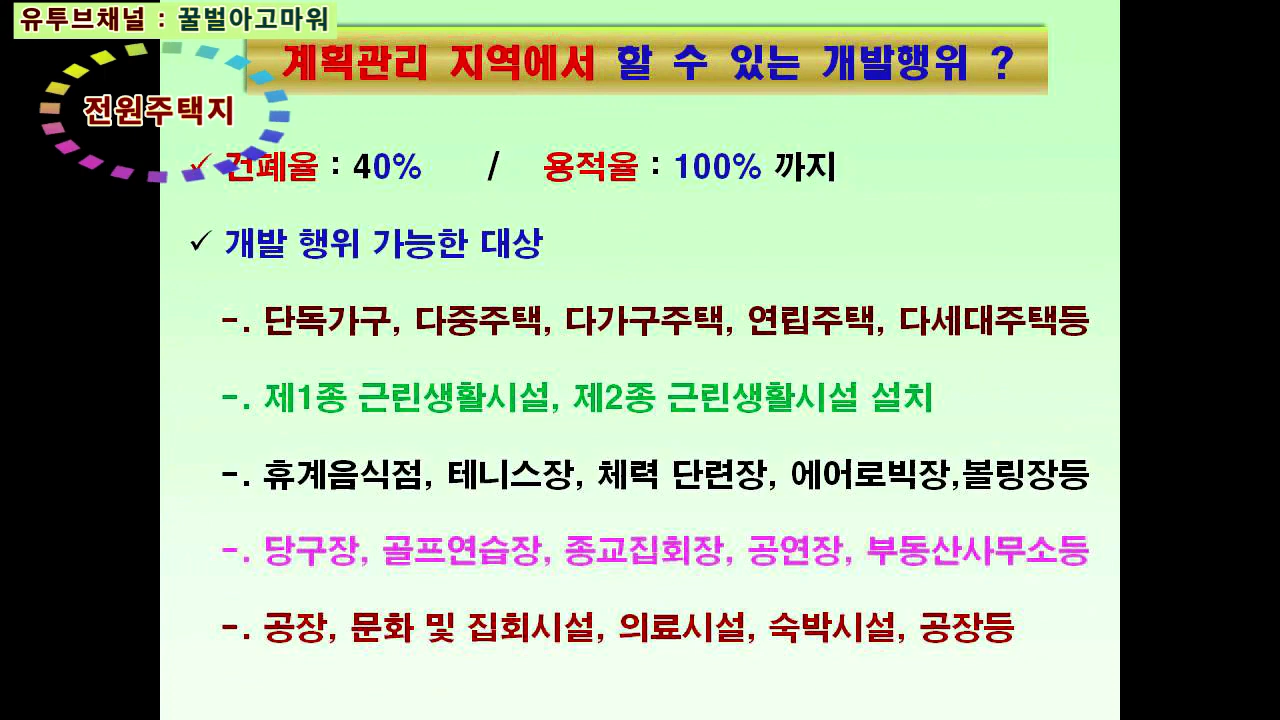 유투브채널 : 꿀벌아고마워
계획관리 지역에서 할 수 있는 개발행위 ?
전원주택지
✓ 건폐율 : 40% / 용적율 : 100% 까지
✓ 개발 행위 가능한 대상
-. 단독가구, 다중주택, 다가구주택, 연립주택, 다세대주택등
-. 제1종 근린생활시설, 제2종 근린생활시설 설치
-. 휴계음식점, 테니스장, 체력 단련장, 에어로빅장,볼링장등
-. 당구장, 골프연습장, 종교집회장, 공연장, 부동산사무소등
-. 공장, 문화 및 집회시설, 의료시설, 숙박시설, 공장등